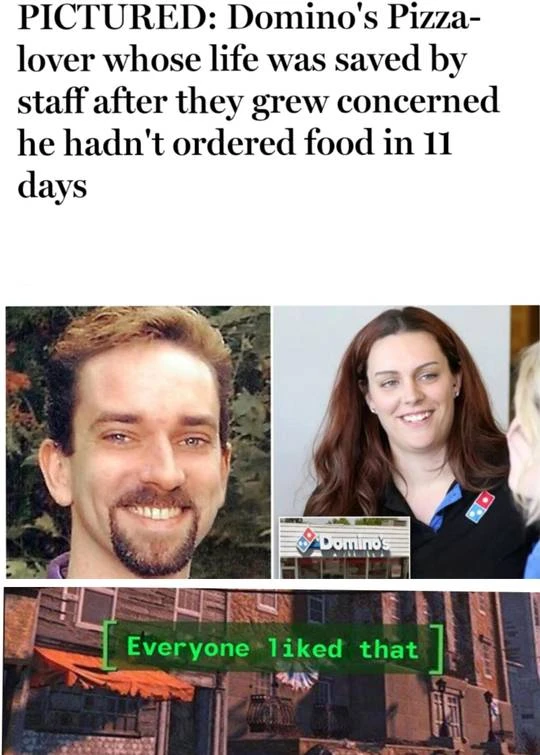 PICTURED: Domino's Pizza-
lover whose life was saved by
staff after they grew concerned
he hadn't ordered food in 11
days
Domino's
[ Everyone liked that ]